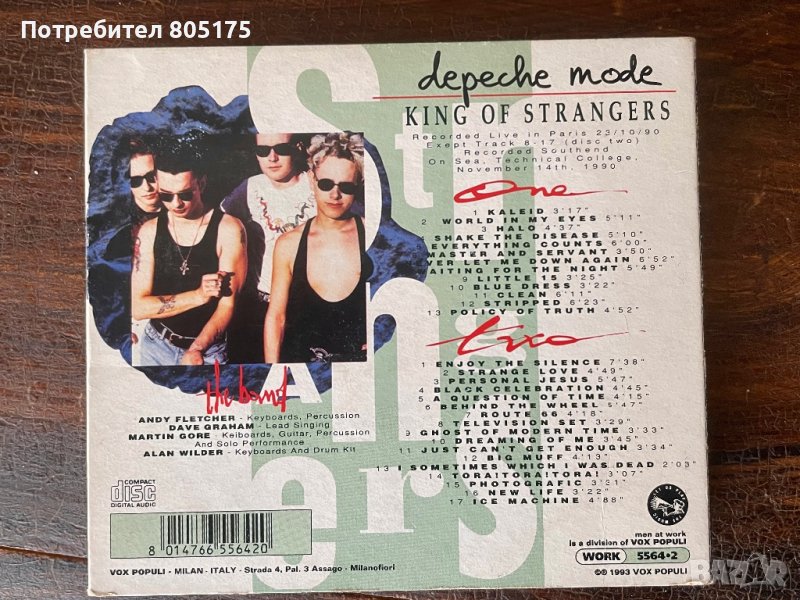 Потребител 805175
depeche mode
KING OF STRANGERS
Recorded Live in Paris 23/10/90
Exept Track 8-17 (disc two)
Recorded Southend
On Sea, Technical College,
November 14th, 1990
One
1 KALEID 3'17"
2 WORLD IN MY EYES 5'11"
3 HALO 4'37"
4 SHAKE THE DISEASE 5'10"
EVERYTHING COUNTS 6'00"
MASTER AND SERVANT 3'50"
EVER LET ME DOWN AGAIN 6'52"
WAITING FOR THE NIGHT 5'49"
9 LITTLE 15 3'25"
10 BLUE DRESS 3'22"
11 CLEAN 6'11"
12 STRIPPED 6'23"
13 POLICY OF TRUTH 4'52"
two
1 ENJOY THE SILENCE 7'38"
2 STRANGE LOVE 4'49"
3 PERSONAL JESUS 5'47"
4 BLACK CELEBRATION 4'45"
5 A QUESTION OF TIME 4'15"
6 BEHIND THE WHEEL 5'47"
7 ROUTE 66 4'18"
8 TELEVISION SET 3'29"
9 GHOST OF MODERN TIME 3'33"
10 DREAMING OF ME 3'45"
11 JUST CAN'T GET ENOUGH 3'34"
12 BIG MUFF 4'13"
13 I SOMETIMES WHICH I WAS DEAD 2'03"
14 TORA!TORA!TORA! 3'27"
15 PHOTOGRAFIC 3'31"
16 NEW LIFE 3'22"
17 ICE MACHINE 4'88"
the band
ANDY FLETCHER - Keyboards, Percussion
DAVE GRAHAM - Lead Singing
MARTIN GORE - Keiboards, Guitar, Percussion
And Solo Performance
ALAN WILDER - Keyboards And Drum Kit
COMPACT
disc
DIGITAL AUDIO
8 014766 556420
VOX POPULI - MILAN - ITALY - Strada 4, Pal. 3 Assago - Milanofiori
men at work
is a division of VOX POPULI
WORK 5564•2
©℗ 1993 VOX POPULI
BAZAR